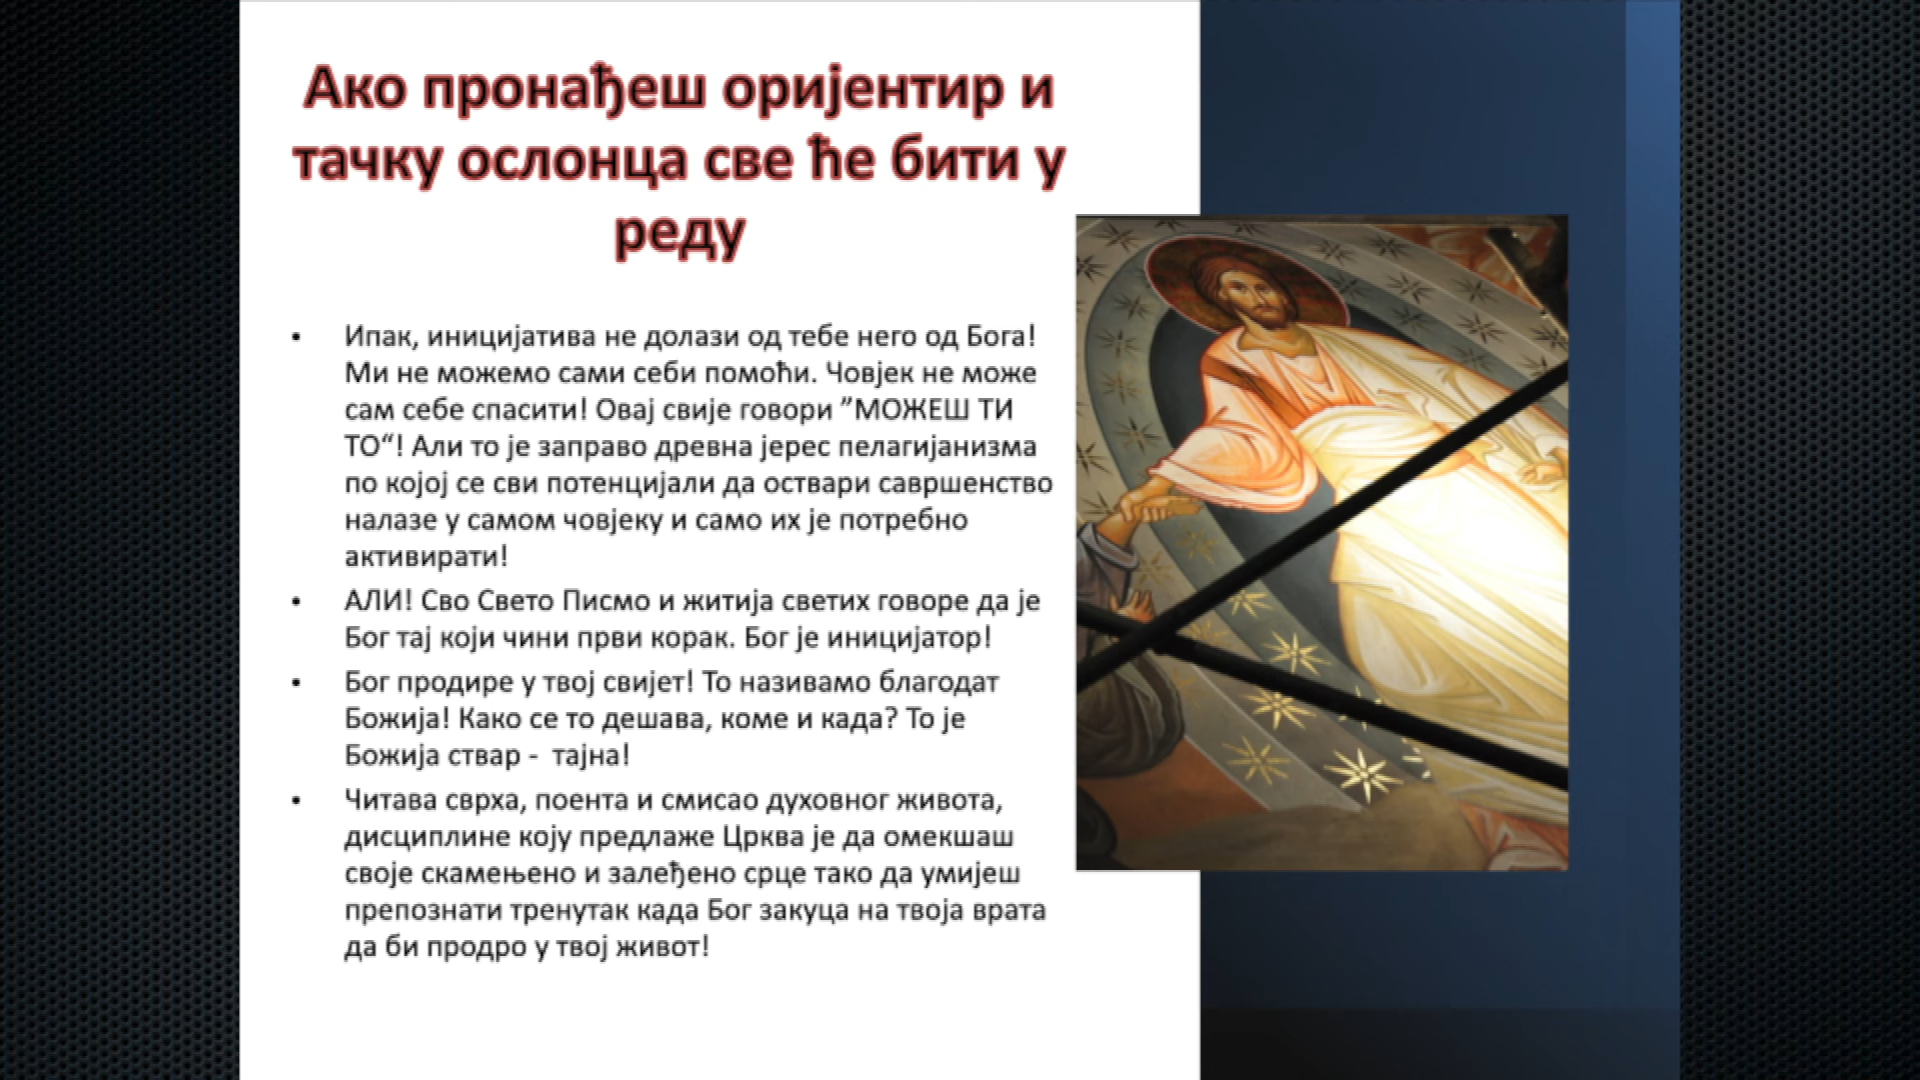 Ако пронађеш оријентир и
тачку ослонца све ће бити у
реду
• Ипак, иницијатива не долази од тебе него од Бога!
Ми не можемо сами себи помоћи. Човјек не може
сам себе спасити! Овај свије говори ”МОЖЕШ ТИ
ТО“! Али то је заправо древна јерес пелагијанизма
по којој се сви потенцијали да оствари савршенство
налазе у самом човјеку и само их је потребно
активирати!
• АЛИ! Сво Свето Писмо и житија светих говоре да је
Бог тај који чини први корак. Бог је иницијатор!
• Бог продире у твој свијет! То називамо благодат
Божија! Како се то дешава, коме и када? То је
Божија ствар -  тајна!
• Читава сврха, поента и смисао духовног живота,
дисциплине коју предлаже Црква је да омекшаш
своје скамењено и залеђено срце тако да умијеш
препознати тренутак када Бог закуца на твоја врата
да би продро у твој живот!